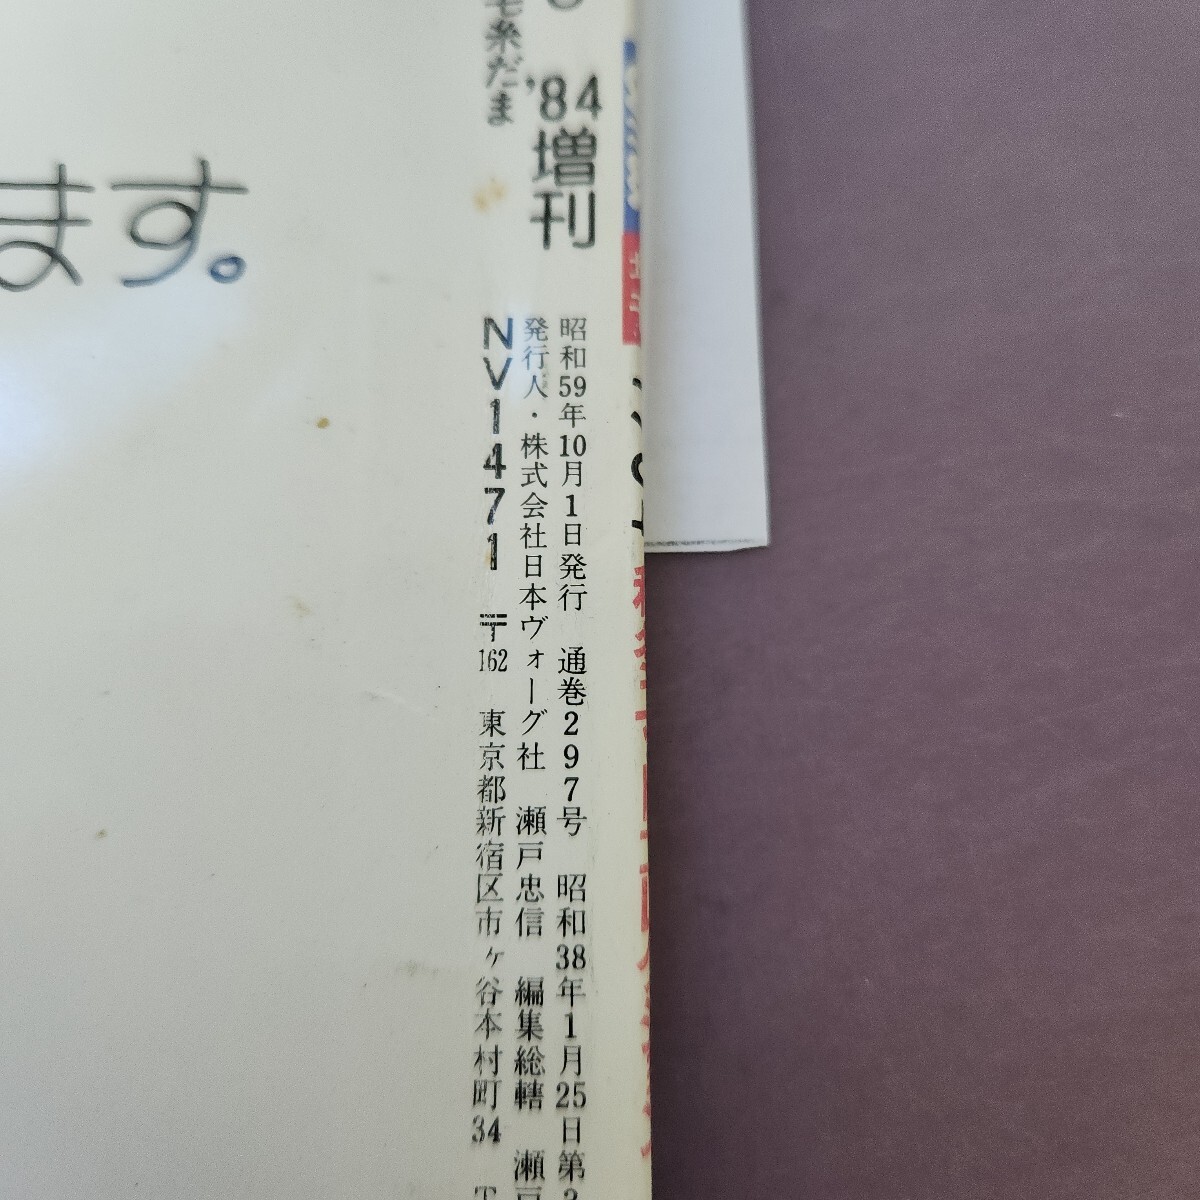 '84増刊
毛糸だま
昭和59年10月1日発行 通巻297号 昭和38年1月25日第3
発行人・株式会社日本ヴォーグ社 瀬戸忠信 編集総轄 瀬戸
NV1471 〒162 東京都新宿区市ヶ谷本村町34
ます。